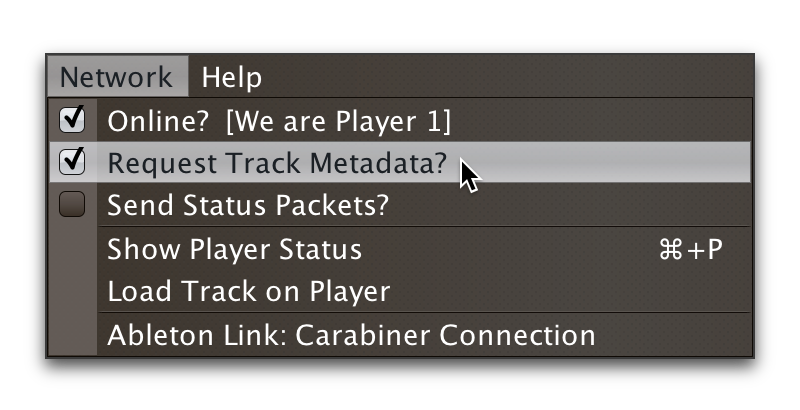 Network Help
Online? [We are Player 1]
Request Track Metadata?
Send Status Packets?
Show Player Status ⌘+P
Load Track on Player
Ableton Link: Carabiner Connection